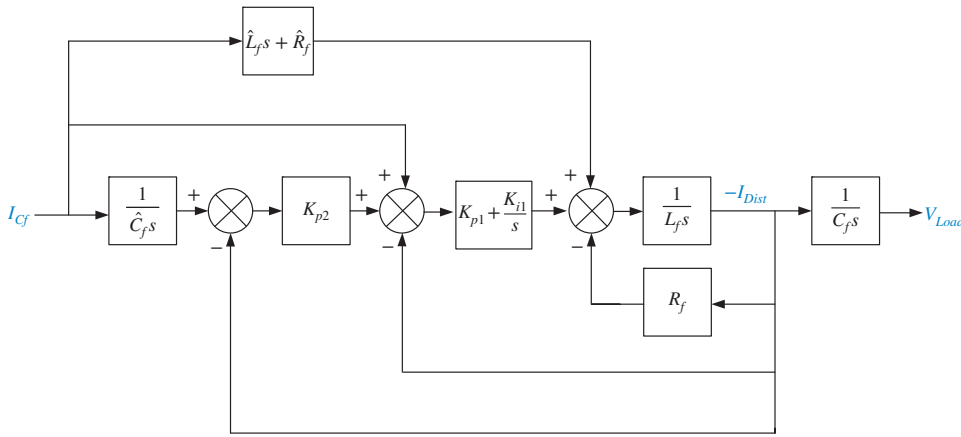 L̂_f s + R̂_f
+
+
+
+
+
I_Cf
1/(Ĉ_f s)
K_p2
K_p1 + K_i1/s
1/(L_f s)
−I_Dist
1/(C_f s)
V_Load
−
−
−
R_f